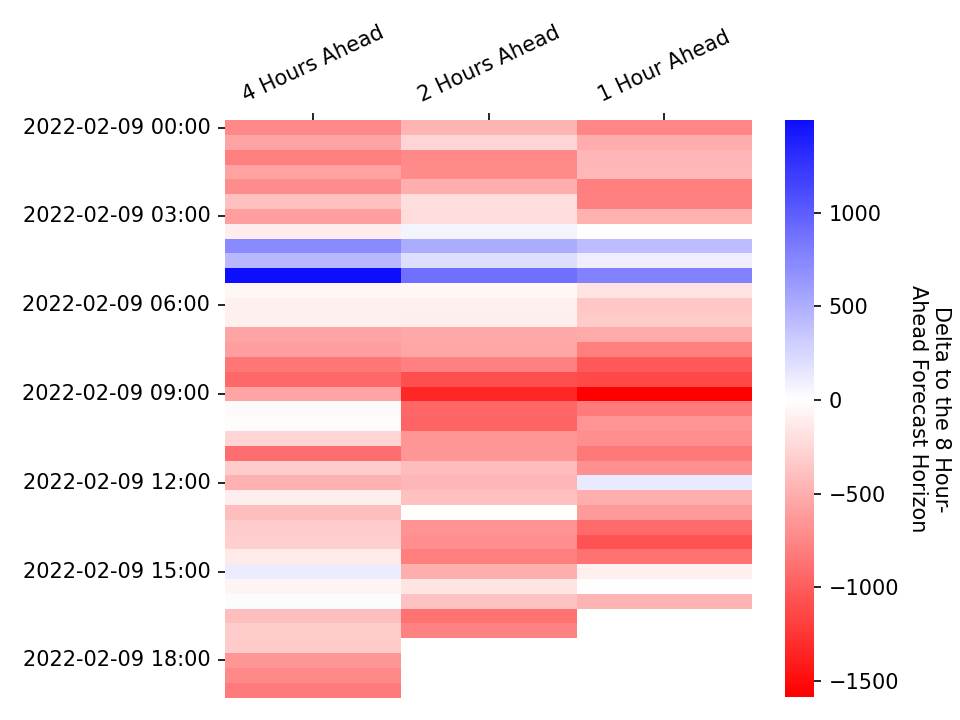 4 Hours Ahead
2 Hours Ahead
1 Hour Ahead
2022-02-09 00:00
2022-02-09 03:00
2022-02-09 06:00
2022-02-09 09:00
2022-02-09 12:00
2022-02-09 15:00
2022-02-09 18:00
1000
500
0
−500
−1000
−1500
Delta to the 8 Hour-
Ahead Forecast Horizon